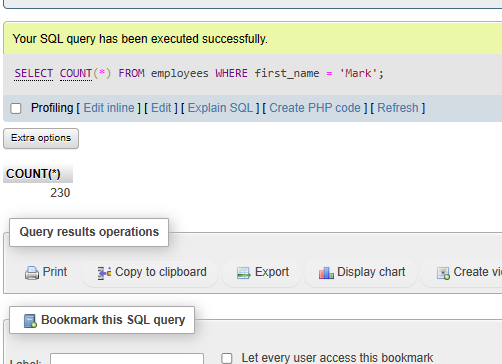 Your SQL query has been executed successfully.
SELECT COUNT(*) FROM employees WHERE first_name = 'Mark';
Profiling [ Edit inline ] [ Edit ] [ Explain SQL ] [ Create PHP code ] [ Refresh ]
Extra options
COUNT(*)
230
Query results operations
Print Copy to clipboard Export Display chart Create
Bookmark this SQL query
Label: Let every user access this bookmark